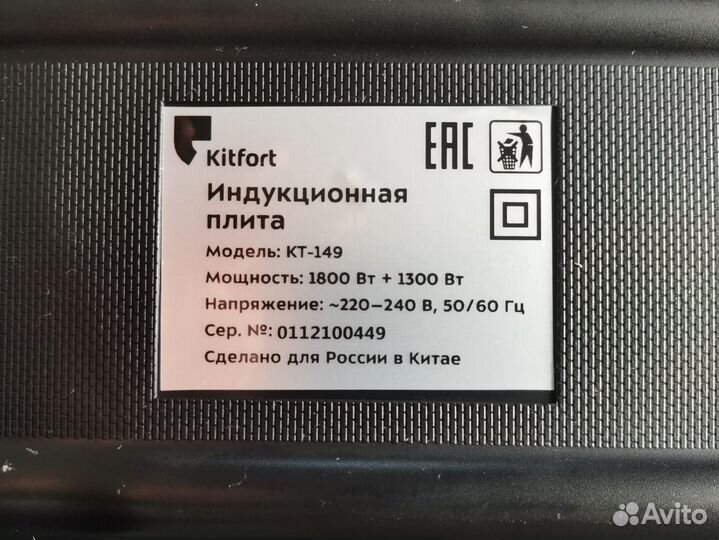 Kitfort
EAC
Индукционная
плита
Модель: КТ-149
Мощность: 1800 Вт + 1300 Вт
Напряжение: ~220–240 В, 50/60 Гц
Сер. №: 0112100449
Сделано для России в Китае
Avito